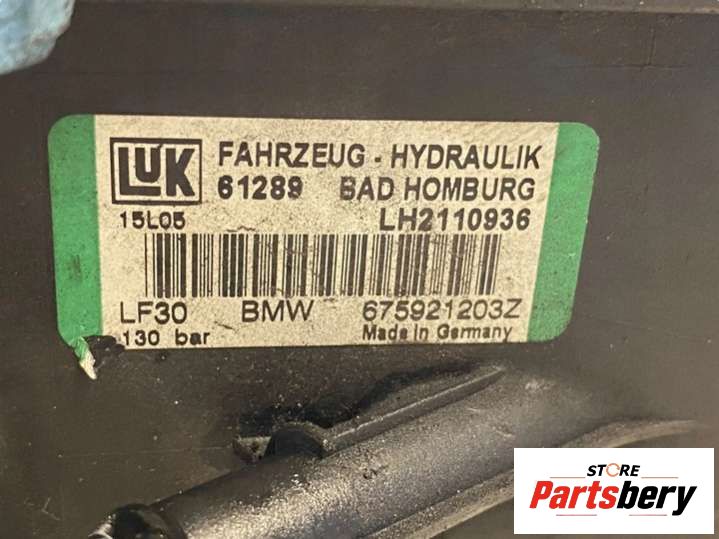 LUK
FAHRZEUG - HYDRAULIK
61289 BAD HOMBURG
15L05 LH2110936
LF30 BMW 675921203Z
130 bar Made in Germany
STORE
Partsbery